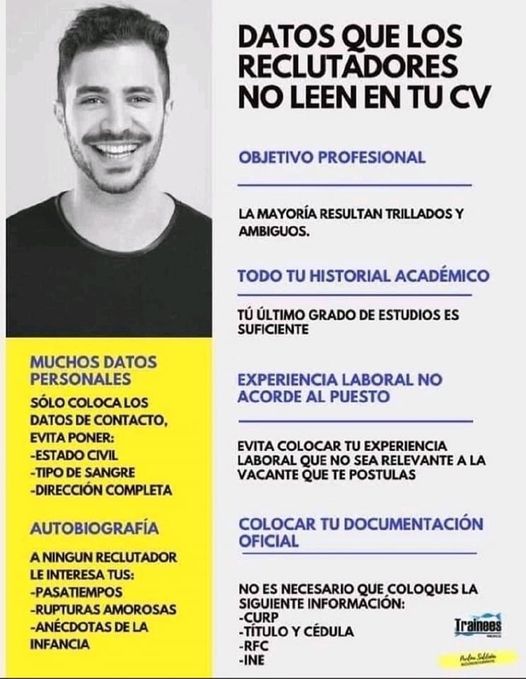 DATOS QUE LOS
RECLUTADORES
NO LEEN EN TU CV
OBJETIVO PROFESIONAL
LA MAYORÍA RESULTAN TRILLADOS Y
AMBIGUOS.
TODO TU HISTORIAL ACADÉMICO
TÚ ÚLTIMO GRADO DE ESTUDIOS ES
SUFICIENTE
EXPERIENCIA LABORAL NO
ACORDE AL PUESTO
EVITA COLOCAR TU EXPERIENCIA
LABORAL QUE NO SEA RELEVANTE A LA
VACANTE QUE TE POSTULAS
COLOCAR TU DOCUMENTACIÓN
OFICIAL
NO ES NECESARIO QUE COLOQUES LA
SIGUIENTE INFORMACIÓN:
-CURP
-TÍTULO Y CÉDULA
-RFC
-INE
MUCHOS DATOS
PERSONALES
SÓLO COLOCA LOS
DATOS DE CONTACTO,
EVITA PONER:
-ESTADO CIVIL
-TIPO DE SANGRE
-DIRECCIÓN COMPLETA
AUTOBIOGRAFÍA
A NINGUN RECLUTADOR
LE INTERESA TUS:
-PASATIEMPOS
-RUPTURAS AMOROSAS
-ANÉCDOTAS DE LA
INFANCIA
Trainees